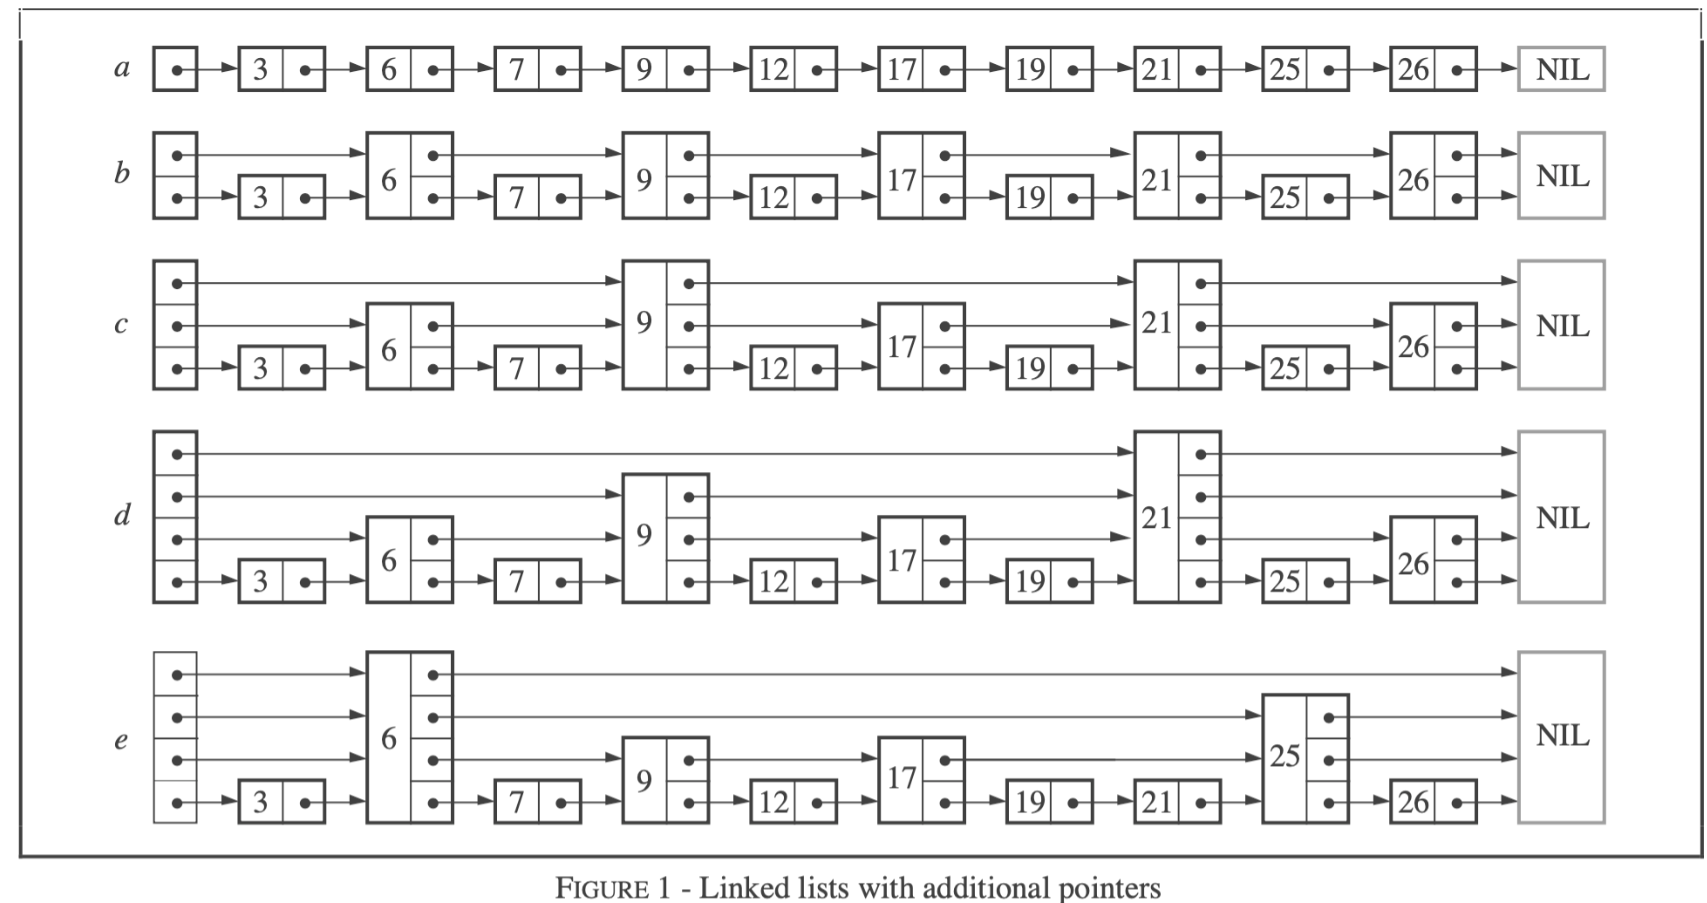 a 3 6 7 9 12 17 19 21 25 26 NIL
b 3 6 7 9 12 17 19 21 25 26 NIL
c 3 6 7 9 12 17 19 21 25 26 NIL
d 3 6 7 9 12 17 19 21 25 26 NIL
e 3 6 7 9 12 17 19 21 25 26 NIL
FIGURE 1 - Linked lists with additional pointers